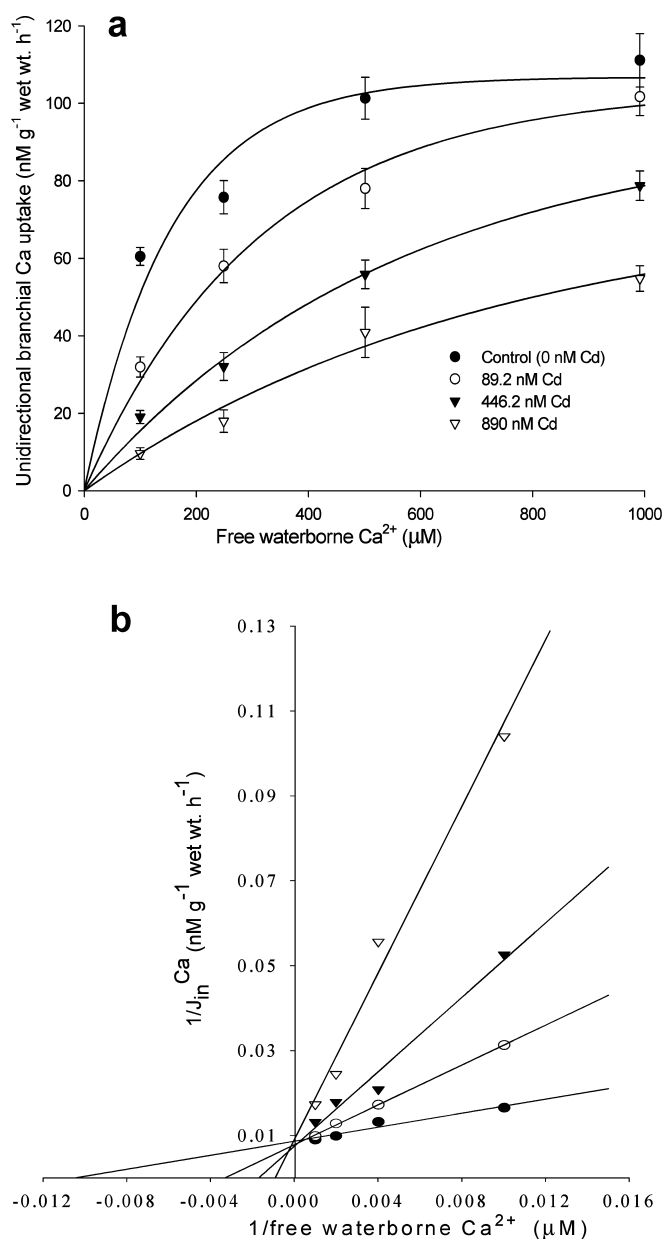 a
Unidirectional branchial Ca uptake (nM g⁻¹ wet wt. h⁻¹)
120
100
80
60
40
20
0
Control (0 nM Cd)
89.2 nM Cd
446.2 nM Cd
890 nM Cd
0 200 400 600 800 1000
Free waterborne Ca²⁺ (μM)
b
1/J_in^Ca (nM g⁻¹ wet wt. h⁻¹)
0.13
0.11
0.09
0.07
0.05
0.03
0.01
-0.012 -0.008 -0.004 0.000 0.004 0.008 0.012 0.016
1/free waterborne Ca²⁺ (μM)